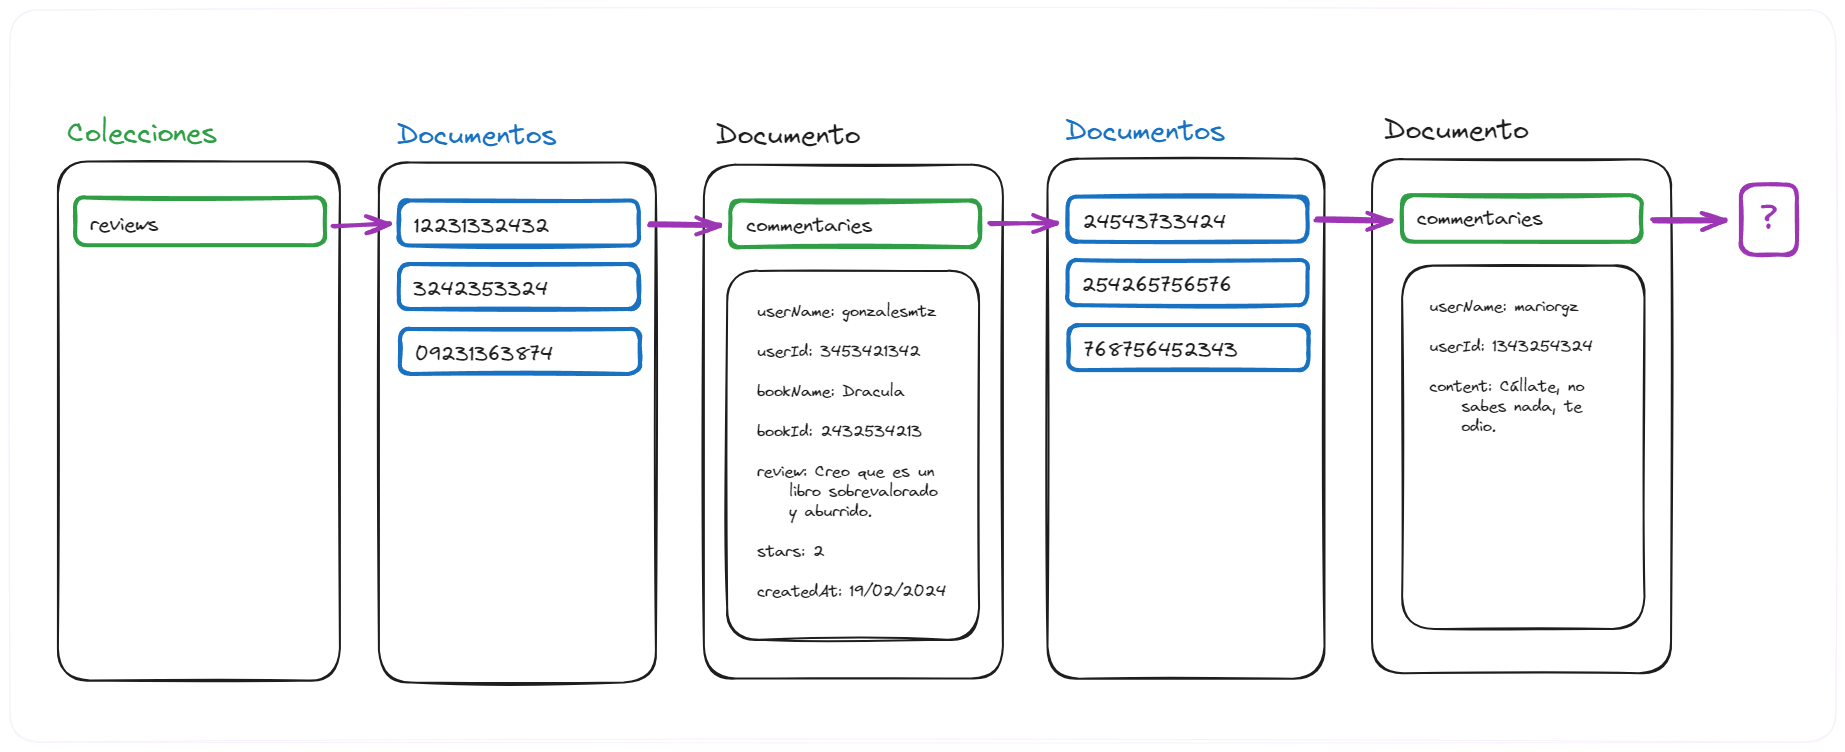 Colecciones
reviews
Documentos
12231332432
3242353324
09231363874
Documento
commentaries
userName: gonzalesmtz
userId: 3453421342
bookName: Dracula
bookId: 2432534213
review: Creo que es un
libro sobrevalorado
y aburrido.
stars: 2
createdAt: 19/02/2024
Documentos
24543733424
254265756576
768756452343
Documento
commentaries
userName: mariorgz
userId: 1343254324
content: Cállate, no
sabes nada, te
odio.
?